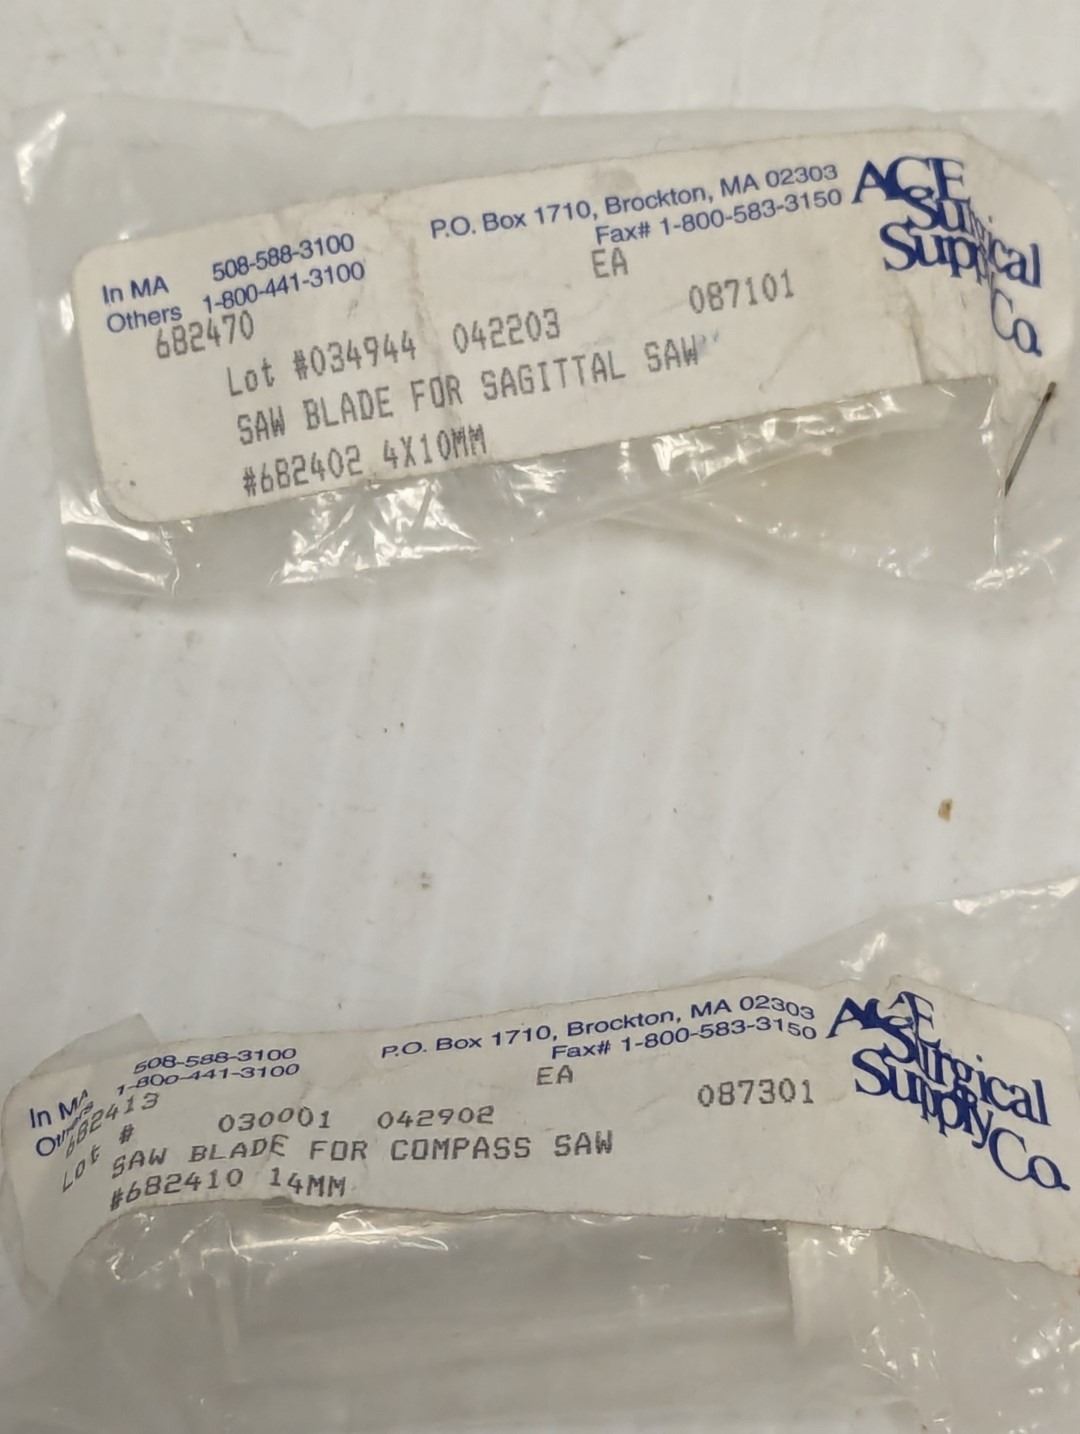 In MA 508-588-3100
Others 1-800-441-3100
P.O. Box 1710, Brockton, MA 02303
Fax# 1-800-583-3150
ACE
Surgical
Supply
Co.
682470 EA
Lot #034944 042203 087101
SAW BLADE FOR SAGITTAL SAW
#682402 4X10MM
In MA 508-588-3100
Others 1-800-441-3100
P.O. Box 1710, Brockton, MA 02303
Fax# 1-800-583-3150
ACE
Surgical
Supply
Co.
682413 EA
Lot # 030001 042902 087301
SAW BLADE FOR COMPASS SAW
#682410 14MM